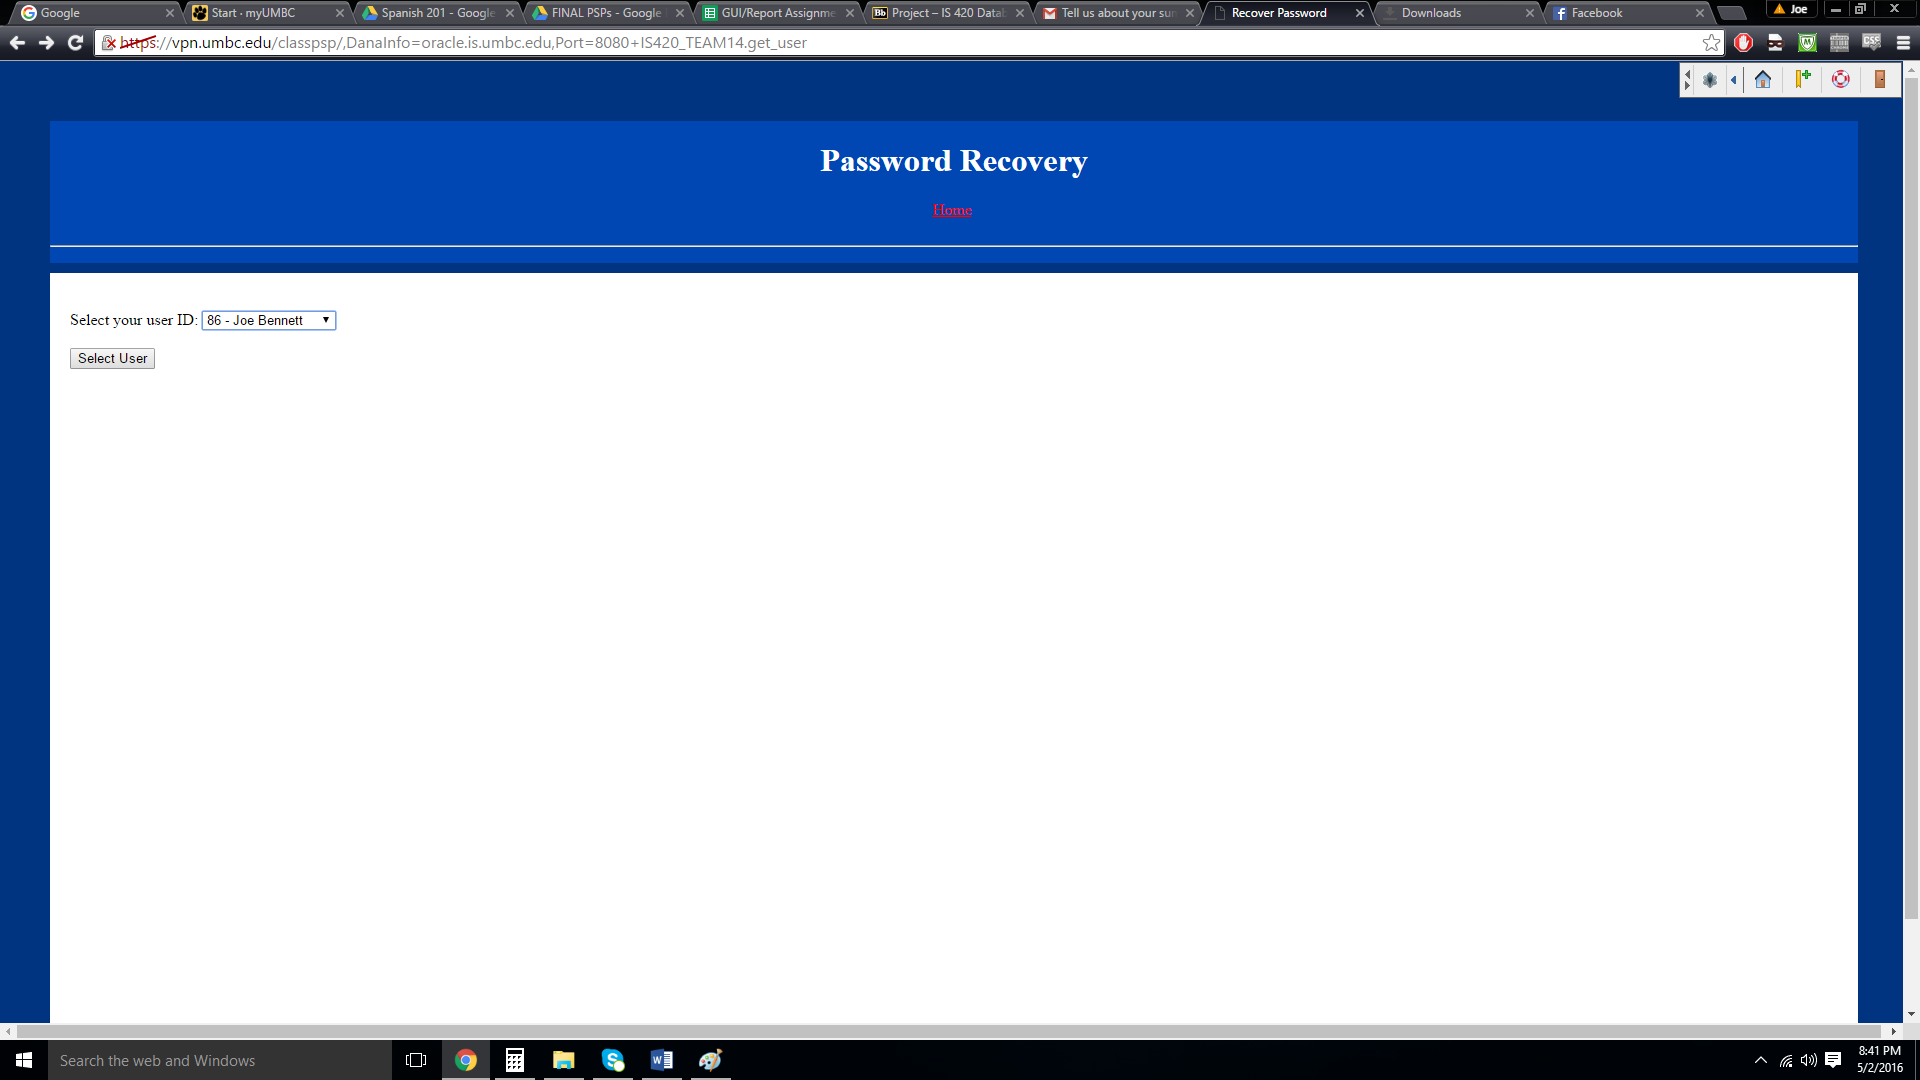 Google
Start · myUMBC
Spanish 201 - Google
FINAL PSPs - Google
GUI/Report Assignme
Bb Project – IS 420 Datab
Tell us about your sur
Recover Password
Downloads
Facebook
Joe
https://vpn.umbc.edu/classpsp/,DanaInfo=oracle.is.umbc.edu,Port=8080+IS420_TEAM14.get_user
CSS
Password Recovery
Home
Select your user ID: 86 - Joe Bennett
Select User
Search the web and Windows
8:41 PM
5/2/2016